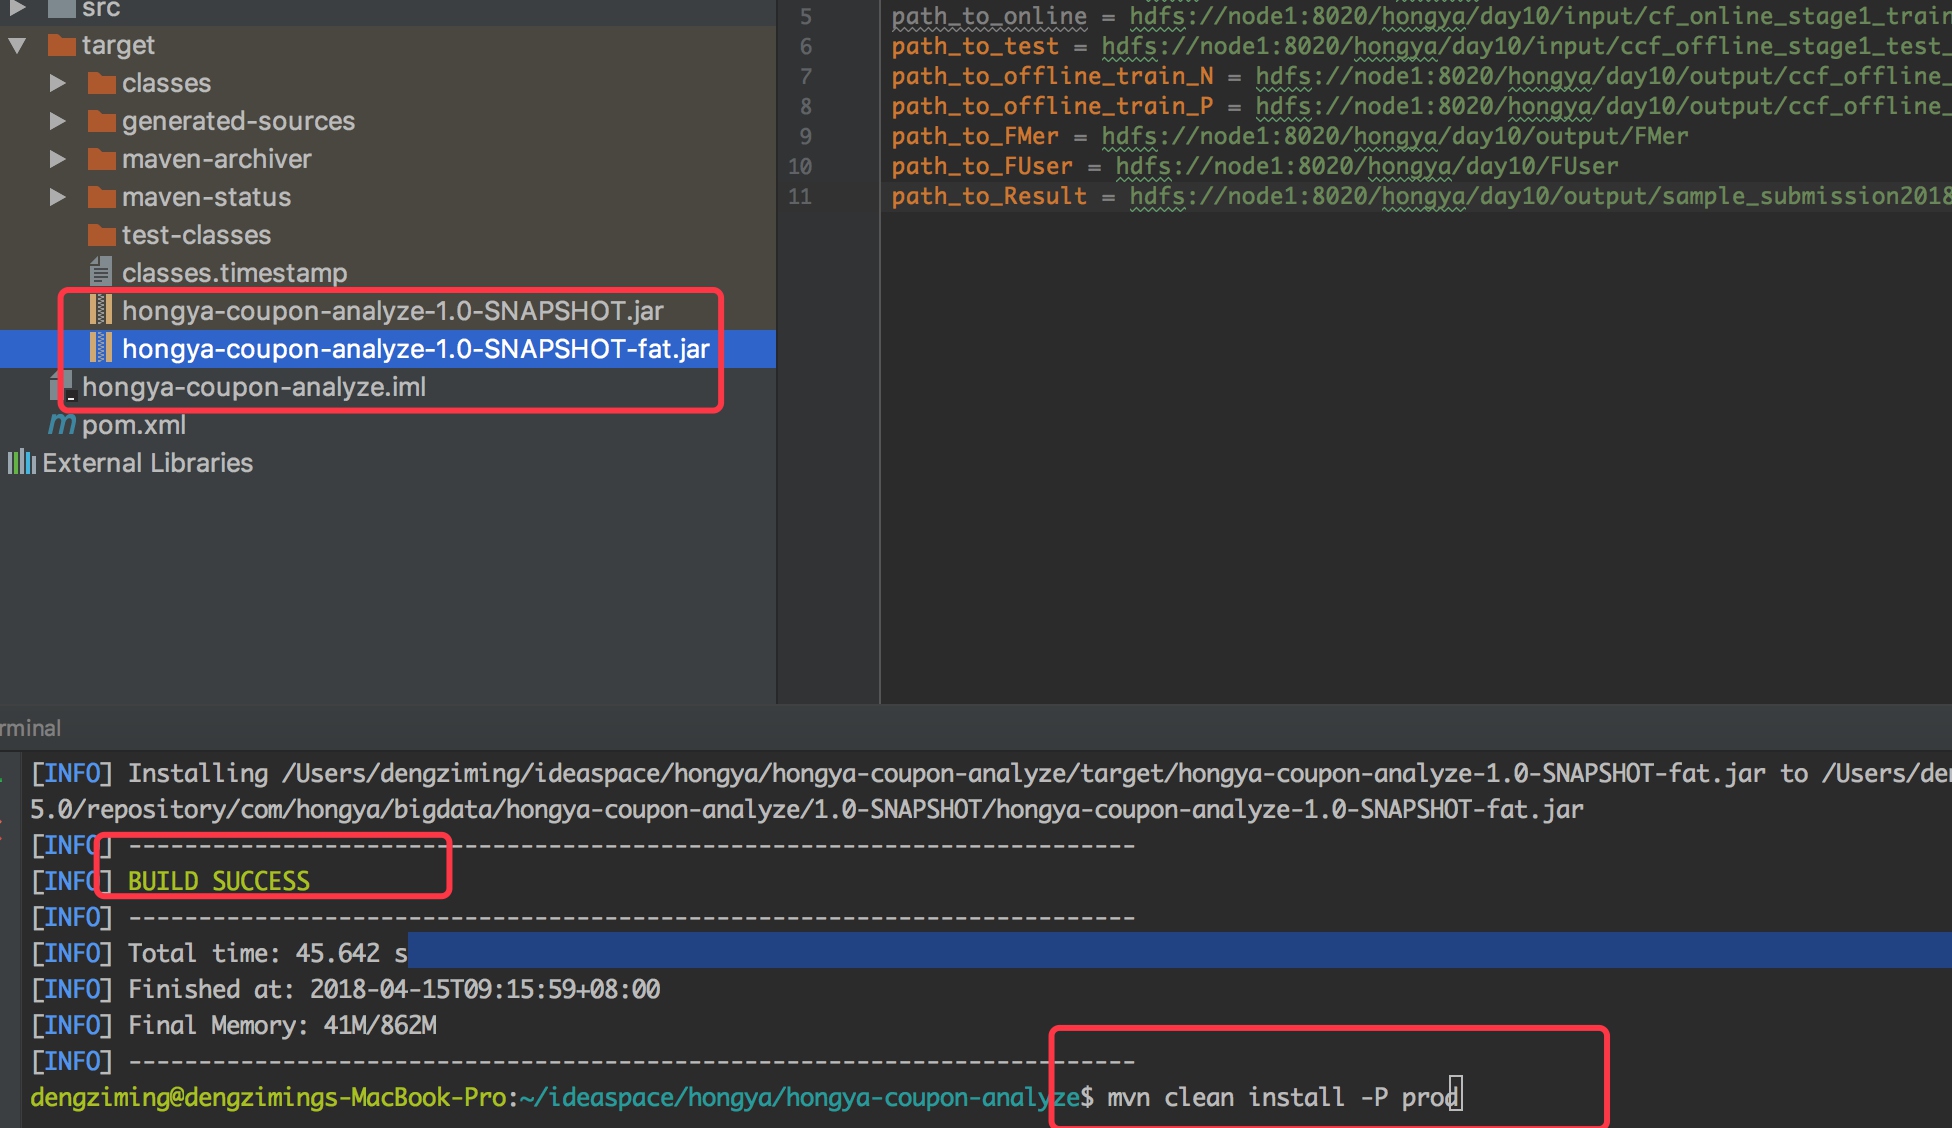 src
target
classes
generated-sources
maven-archiver
maven-status
test-classes
classes.timestamp
hongya-coupon-analyze-1.0-SNAPSHOT.jar
hongya-coupon-analyze-1.0-SNAPSHOT-fat.jar
hongya-coupon-analyze.iml
m pom.xml
External Libraries
5 path_to_online = hdfs://node1:8020/hongya/day10/input/cf_online_stage1_train
6 path_to_test = hdfs://node1:8020/hongya/day10/input/ccf_offline_stage1_test_
7 path_to_offline_train_N = hdfs://node1:8020/hongya/day10/output/ccf_offline_
8 path_to_offline_train_P = hdfs://node1:8020/hongya/day10/output/ccf_offline_
9 path_to_FMer = hdfs://node1:8020/hongya/day10/output/FMer
10 path_to_FUser = hdfs://node1:8020/hongya/day10/FUser
11 path_to_Result = hdfs://node1:8020/hongya/day10/output/sample_submission2018
rminal
[INFO] Installing /Users/dengziming/ideaspace/hongya/hongya-coupon-analyze/target/hongya-coupon-analyze-1.0-SNAPSHOT-fat.jar to /Users/de
5.0/repository/com/hongya/bigdata/hongya-coupon-analyze/1.0-SNAPSHOT/hongya-coupon-analyze-1.0-SNAPSHOT-fat.jar
[INFO] ------------------------------------------------------------------------
[INFO] BUILD SUCCESS
[INFO] ------------------------------------------------------------------------
[INFO] Total time: 45.642 s
[INFO] Finished at: 2018-04-15T09:15:59+08:00
[INFO] Final Memory: 41M/862M
[INFO] ------------------------------------------------------------------------
dengziming@dengzimings-MacBook-Pro:~/ideaspace/hongya/hongya-coupon-analyze$ mvn clean install -P prod